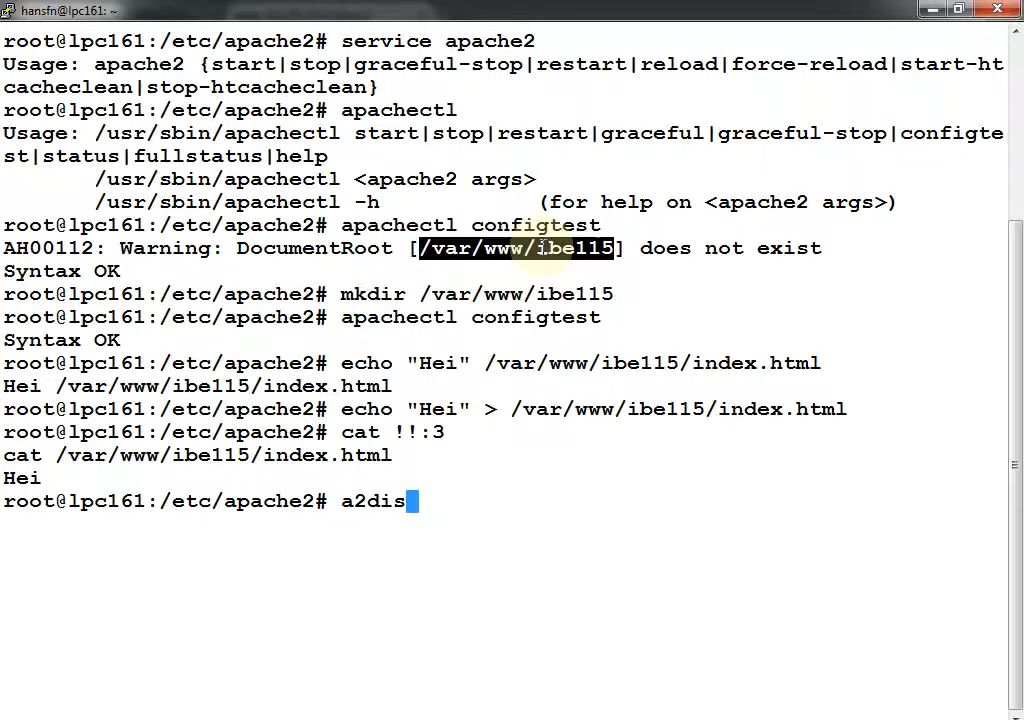 hansfn@lpc161: ~
root@lpc161:/etc/apache2# service apache2
Usage: apache2 {start|stop|graceful-stop|restart|reload|force-reload|start-ht
cacheclean|stop-htcacheclean}
root@lpc161:/etc/apache2# apachectl
Usage: /usr/sbin/apachectl start|stop|restart|graceful|graceful-stop|configte
st|status|fullstatus|help
/usr/sbin/apachectl <apache2 args>
/usr/sbin/apachectl -h (for help on <apache2 args>)
root@lpc161:/etc/apache2# apachectl configtest
AH00112: Warning: DocumentRoot [/var/www/ibe115] does not exist
Syntax OK
root@lpc161:/etc/apache2# mkdir /var/www/ibe115
root@lpc161:/etc/apache2# apachectl configtest
Syntax OK
root@lpc161:/etc/apache2# echo "Hei" /var/www/ibe115/index.html
Hei /var/www/ibe115/index.html
root@lpc161:/etc/apache2# echo "Hei" > /var/www/ibe115/index.html
root@lpc161:/etc/apache2# cat !!:3
cat /var/www/ibe115/index.html
Hei
root@lpc161:/etc/apache2# a2dis